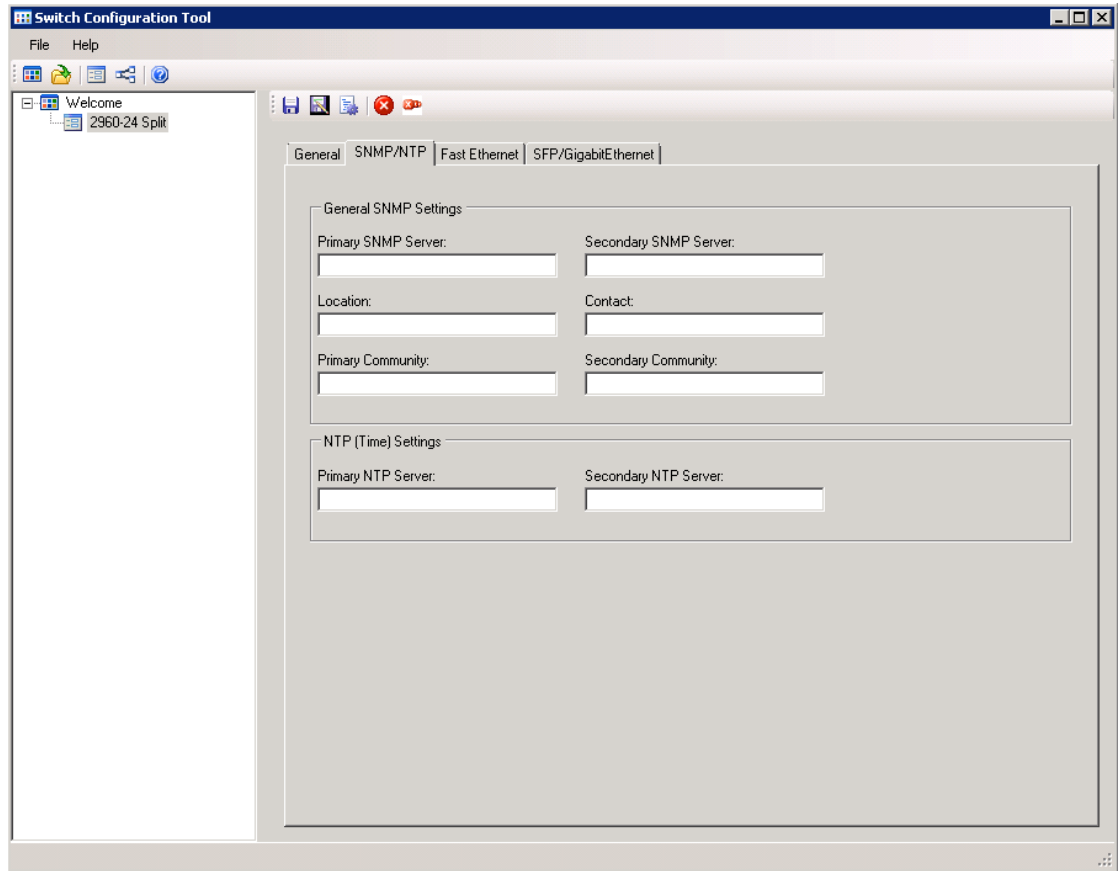 Switch Configuration Tool
File Help
Welcome
2960-24 Split
General SNMP/NTP Fast Ethernet SFP/GigabitEthernet
General SNMP Settings
Primary SNMP Server: Secondary SNMP Server:
Location: Contact:
Primary Community: Secondary Community:
NTP (Time) Settings
Primary NTP Server: Secondary NTP Server: